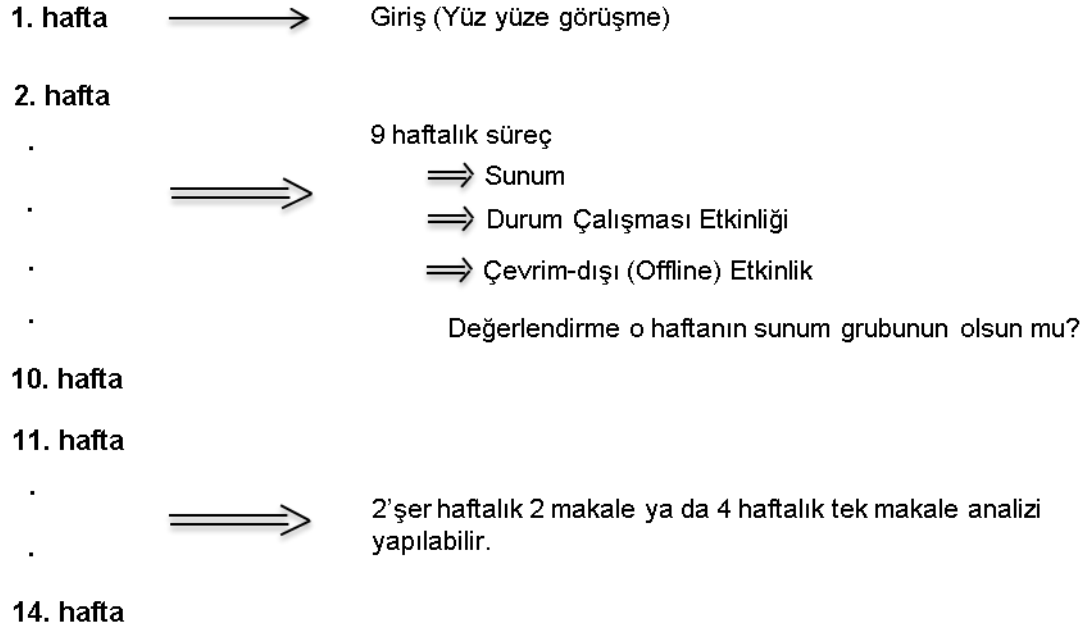 1. hafta
Giriş (Yüz yüze görüşme)
2. hafta
.
9 haftalık süreç
Sunum
.
Durum Çalışması Etkinliği
.
Çevrim-dışı (Offline) Etkinlik
.
Değerlendirme o haftanın sunum grubunun olsun mu?
10. hafta
11. hafta
.
2’şer haftalık 2 makale ya da 4 haftalık tek makale analizi
yapılabilir.
.
14. hafta